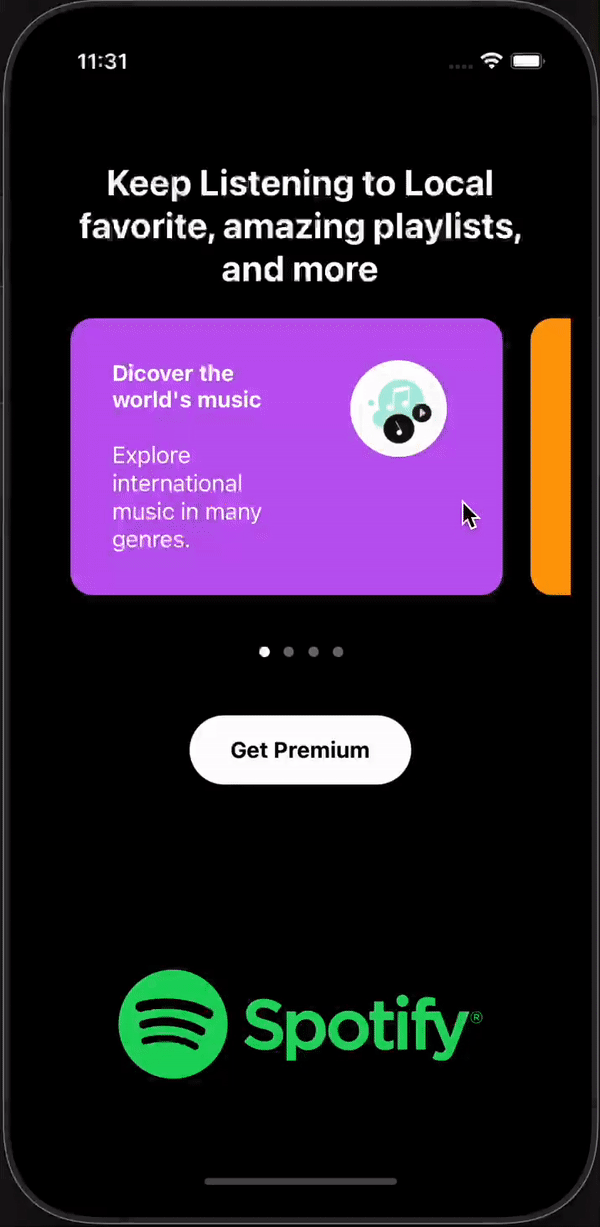 11:31
Keep Listening to Local
favorite, amazing playlists,
and more
Dicover the
world's music
Explore
international
music in many
genres.
Get Premium
Spotify®